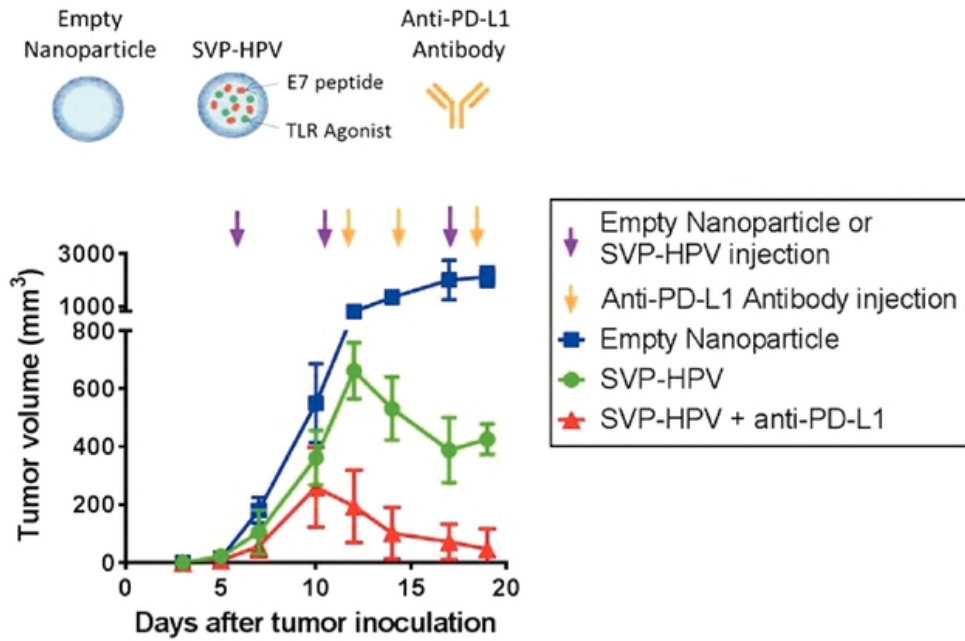 Empty
Nanoparticle
SVP-HPV
Anti-PD-L1
Antibody
E7 peptide
TLR Agonist
Tumor volume (mm³)
3000
1000
800
600
400
200
0
0
5
10
15
20
Days after tumor inoculation
Empty Nanoparticle or
SVP-HPV injection
Anti-PD-L1 Antibody injection
Empty Nanoparticle
SVP-HPV
SVP-HPV + anti-PD-L1